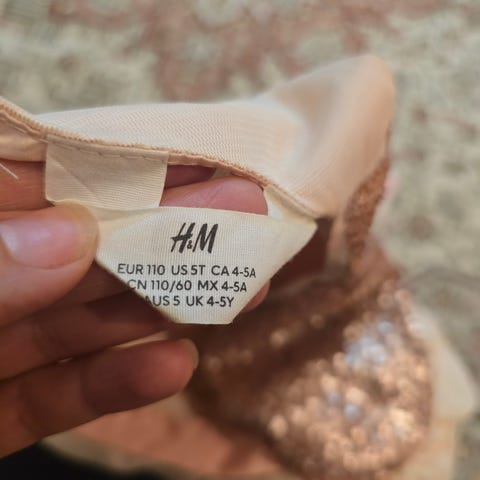 H&M
EUR 110 US 5T CA 4-5A
CN 110/60 MX 4-5A
AUS 5 UK 4-5Y